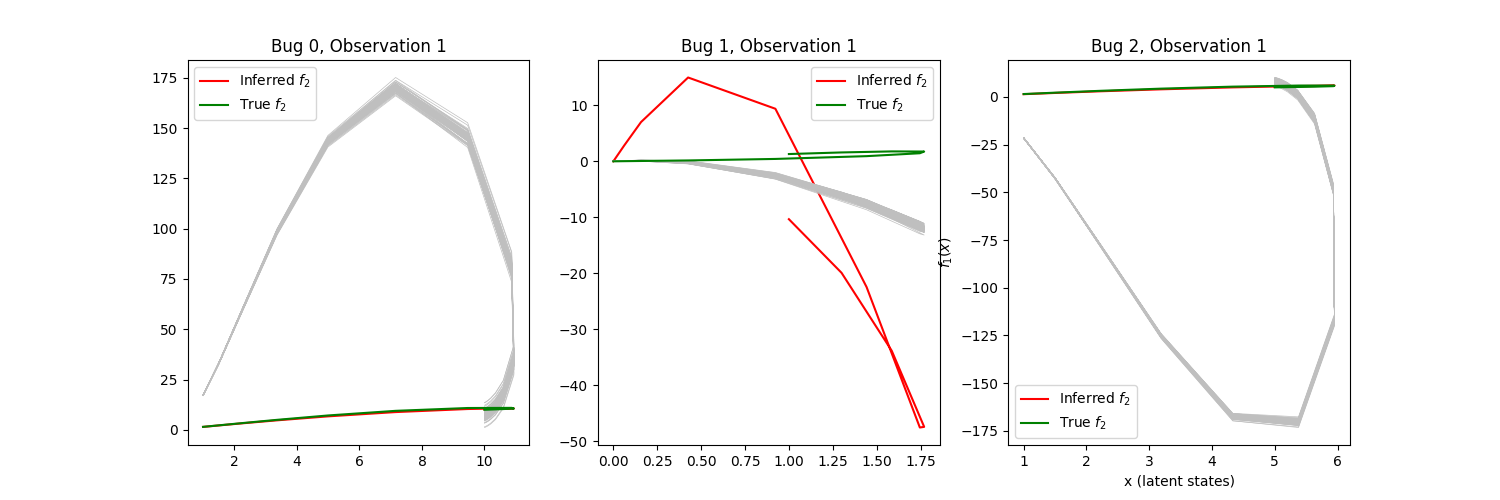 Bug 0, Observation 1
Inferred f₂
True f₂
175
150
125
100
75
50
25
0
2 4 6 8 10
Bug 1, Observation 1
Inferred f₂
True f₂
10
0
−10
−20
−30
−40
−50
0.00 0.25 0.50 0.75 1.00 1.25 1.50 1.75
Bug 2, Observation 1
f₁(x)
0
−25
−50
−75
−100
−125
−150
−175
Inferred f₂
True f₂
1 2 3 4 5 6
x (latent states)